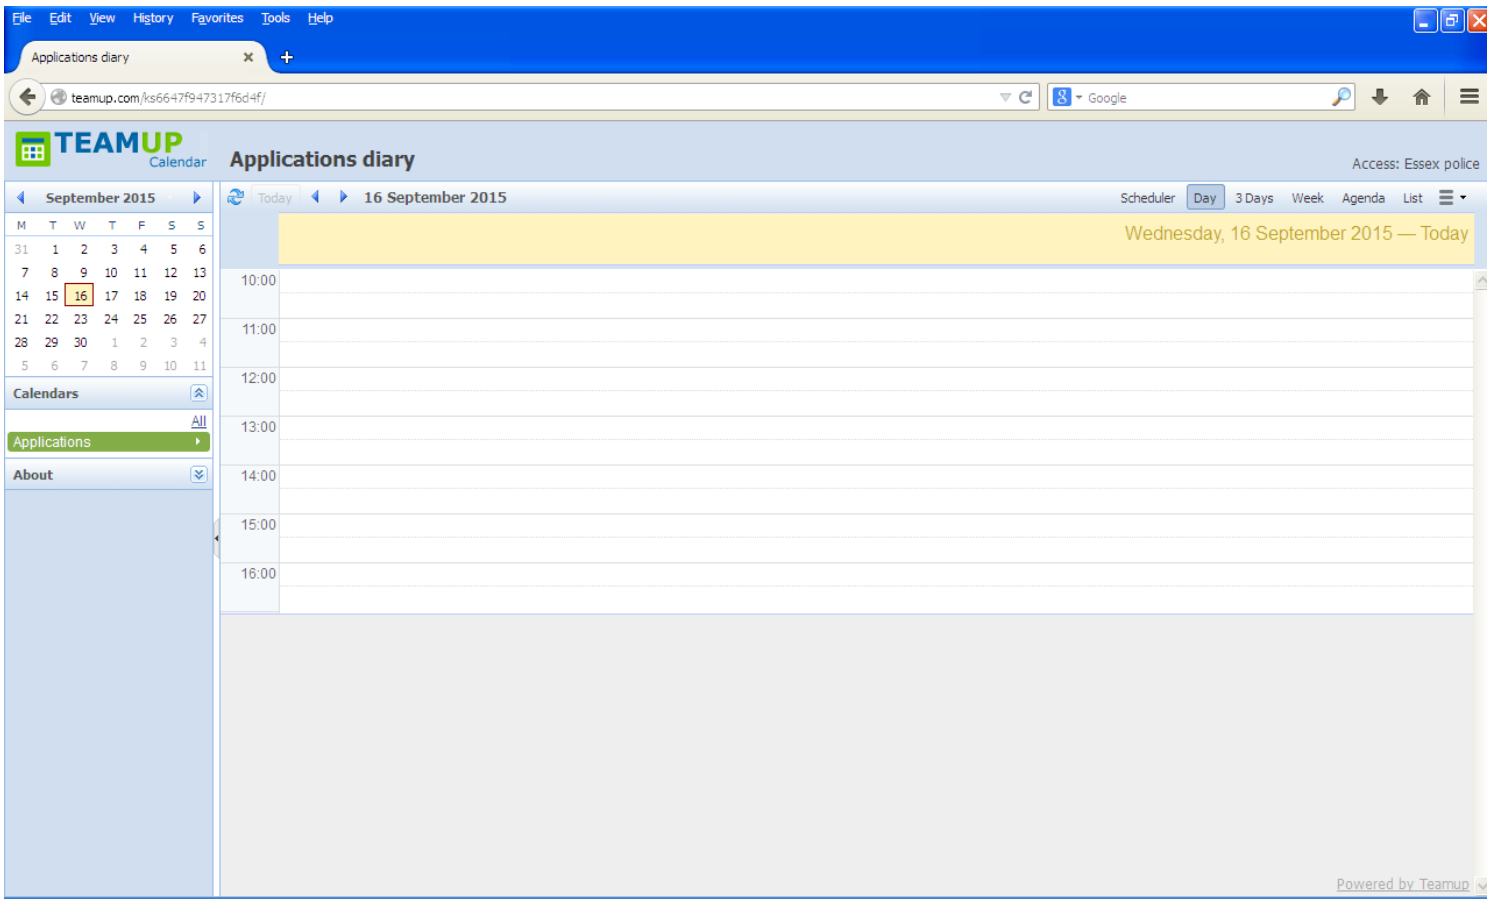 File Edit View History Favorites Tools Help
Applications diary
teamup.com/ks6647f947317f6d4f/
Google
TEAMUP
Calendar
Applications diary
Access: Essex police
September 2015
Today
16 September 2015
Scheduler Day 3 Days Week Agenda List
M T W T F S S
31 1 2 3 4 5 6
7 8 9 10 11 12 13
14 15 16 17 18 19 20
21 22 23 24 25 26 27
28 29 30 1 2 3 4
5 6 7 8 9 10 11
Calendars
All
Applications
About
Wednesday, 16 September 2015 — Today
10:00
11:00
12:00
13:00
14:00
15:00
16:00
Powered by Teamup